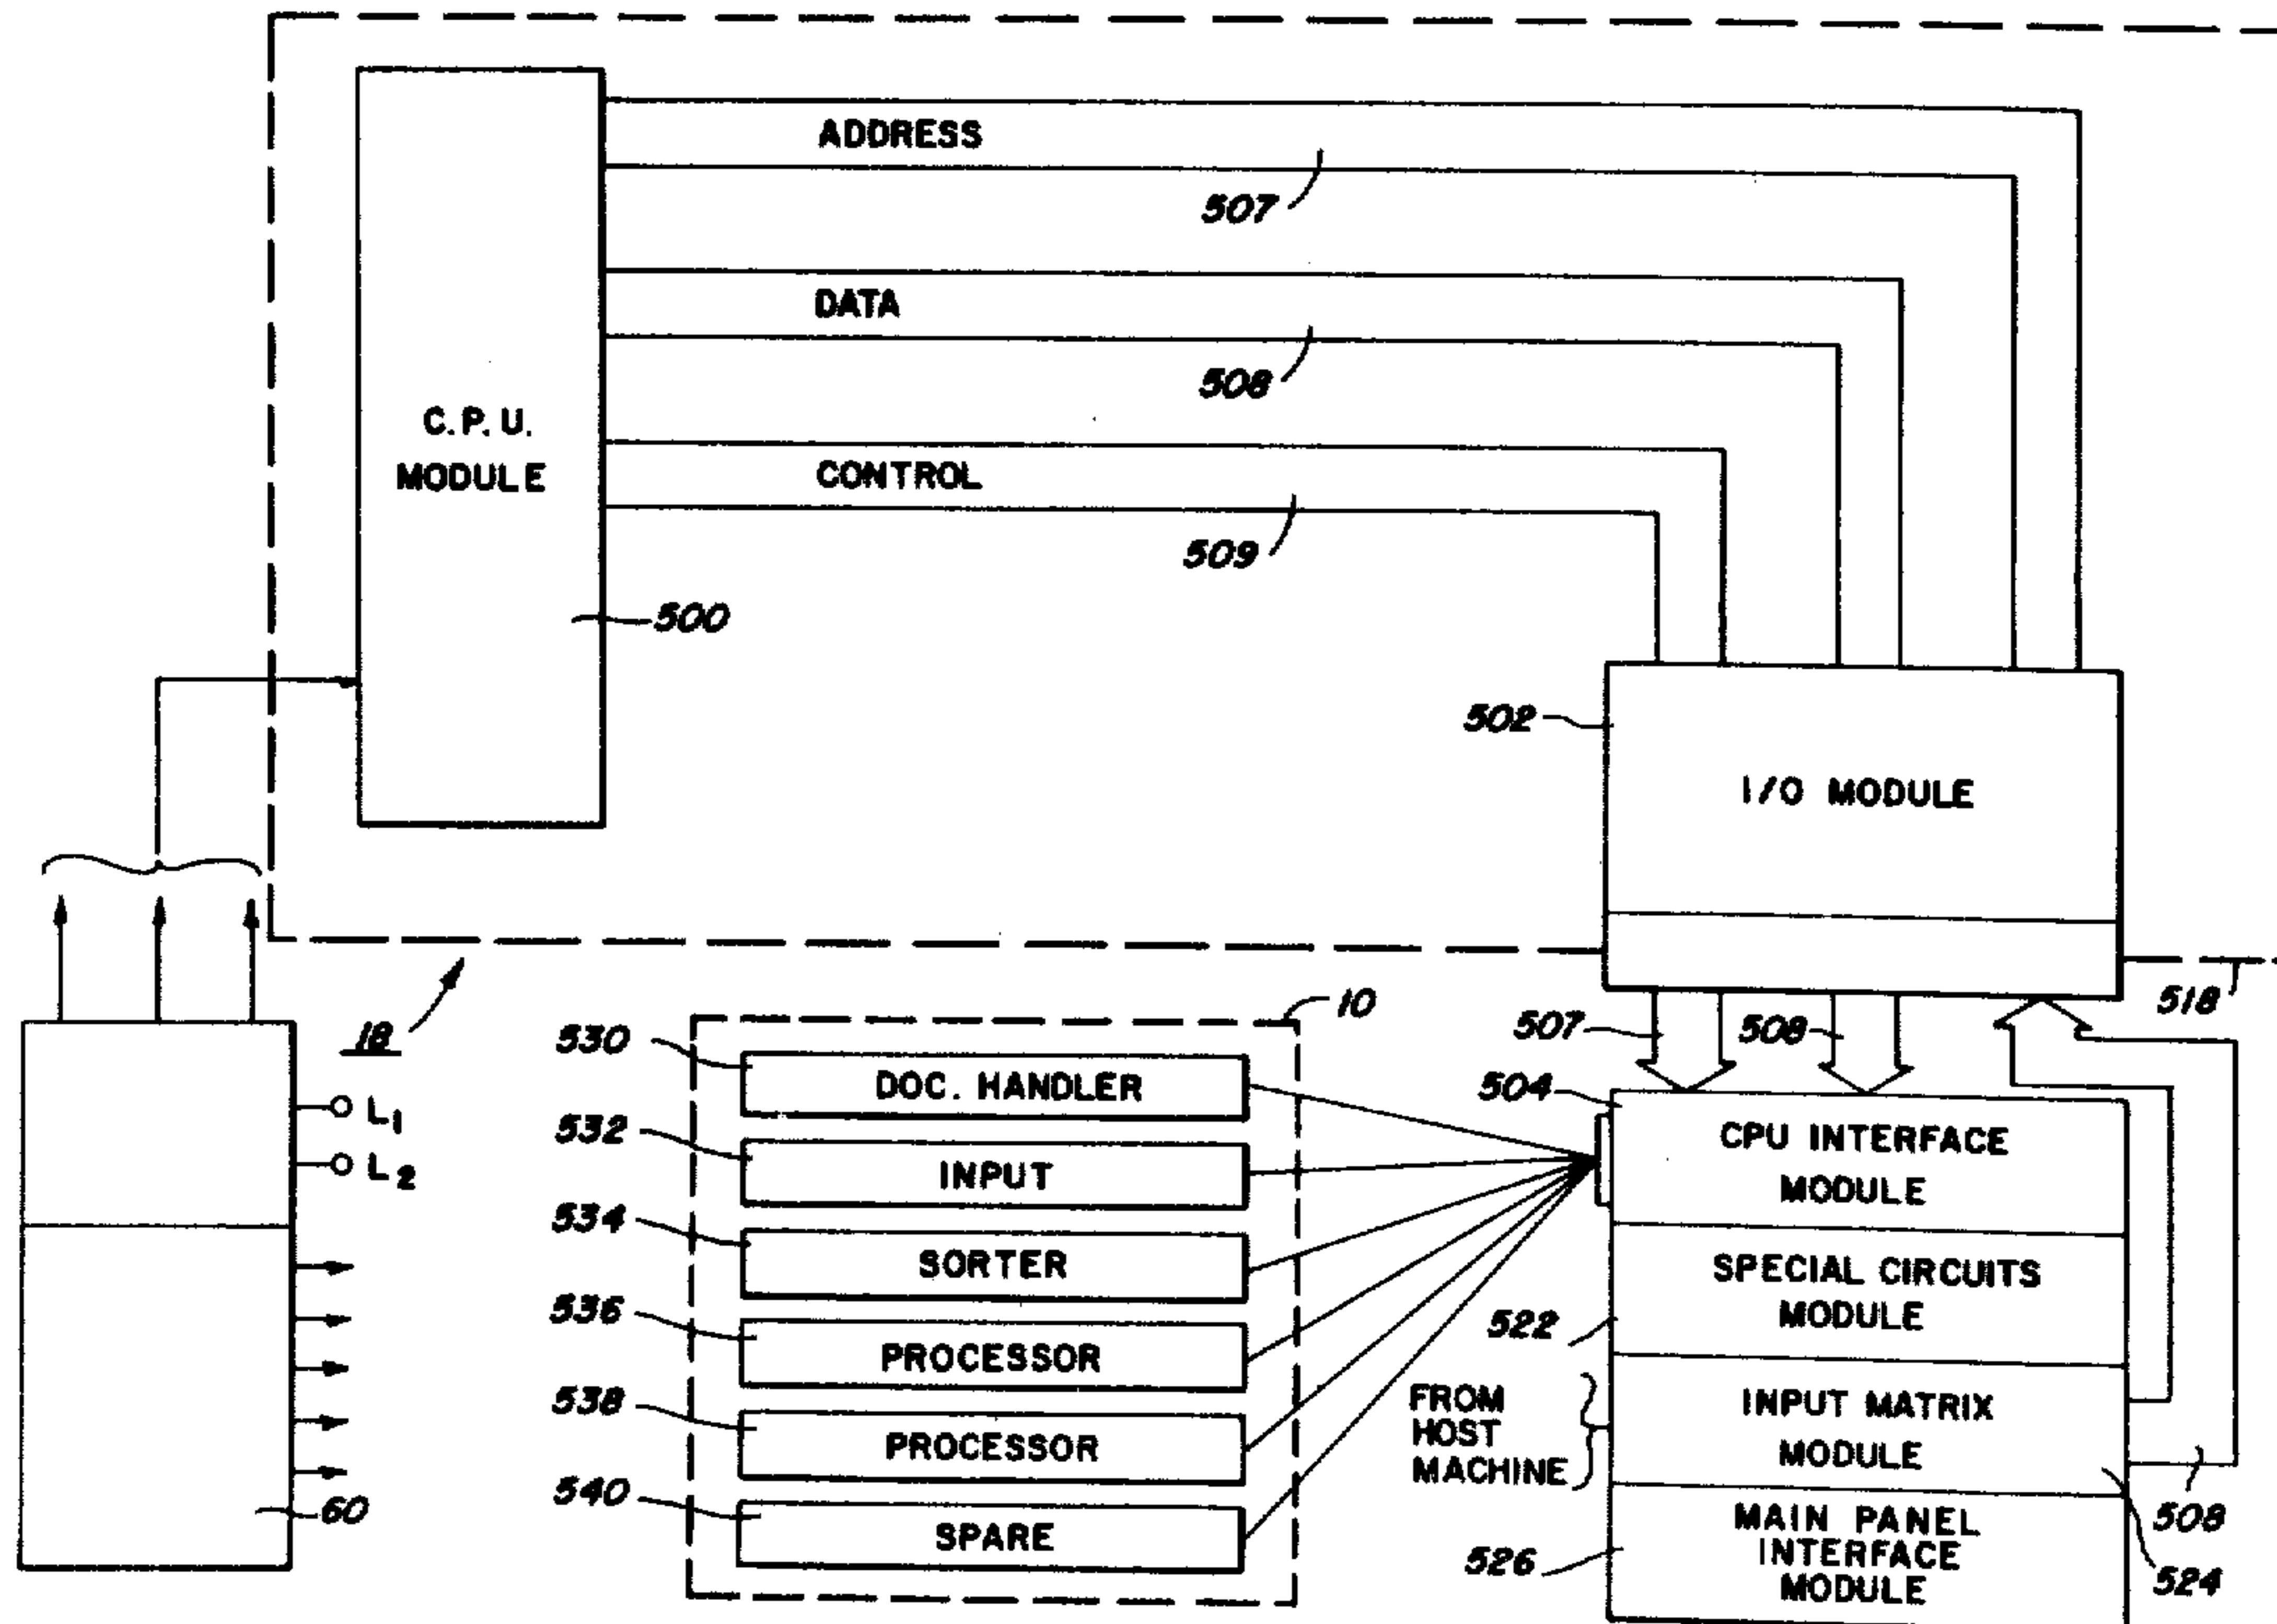 ADDRESS
507
DATA
508
C.P.U.
MODULE
CONTROL
509
500
502
I/O MODULE
518
18
10
507
508
530
DOC. HANDLER
504
CPU INTERFACE
MODULE
L1
L2
532
INPUT
534
SORTER
SPECIAL CIRCUITS
MODULE
522
536
PROCESSOR
538
PROCESSOR
FROM
HOST
MACHINE
INPUT MATRIX
MODULE
540
SPARE
60
508
MAIN PANEL
INTERFACE
MODULE
526
524